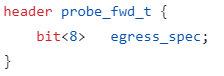 header probe_fwd_t {
    bit<8>   egress_spec;
}